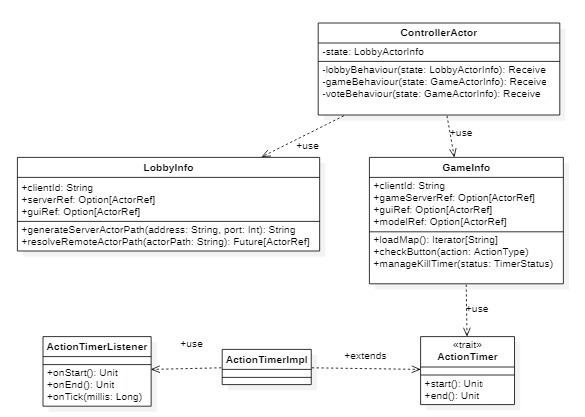 ControllerActor
-state: LobbyActorInfo
-lobbyBehaviour(state: LobbyActorInfo): Receive
-gameBehaviour(state: GameActorInfo): Receive
-voteBehaviour(state: GameActorInfo): Receive
+use
+use
LobbyInfo
+clientId: String
+serverRef: Option[ActorRef]
+guiRef: Option[ActorRef]
+generateServerActorPath(address: String, port: Int): String
+resolveRemoteActorPath(actorPath: String): Future[ActorRef]
GameInfo
+clientId: String
+gameServerRef: Option[ActorRef]
+guiRef: Option[ActorRef]
+modelRef: Option[ActorRef]
+loadMap(): Iterator[String]
+checkButton(action: ActionType)
+manageKillTimer(status: TimerStatus)
+use
ActionTimerListener
+onStart(): Unit
+onEnd(): Unit
+onTick(millis: Long)
+use
ActionTimerImpl
+extends
«trait»
ActionTimer
+start(): Unit
+end(): Unit